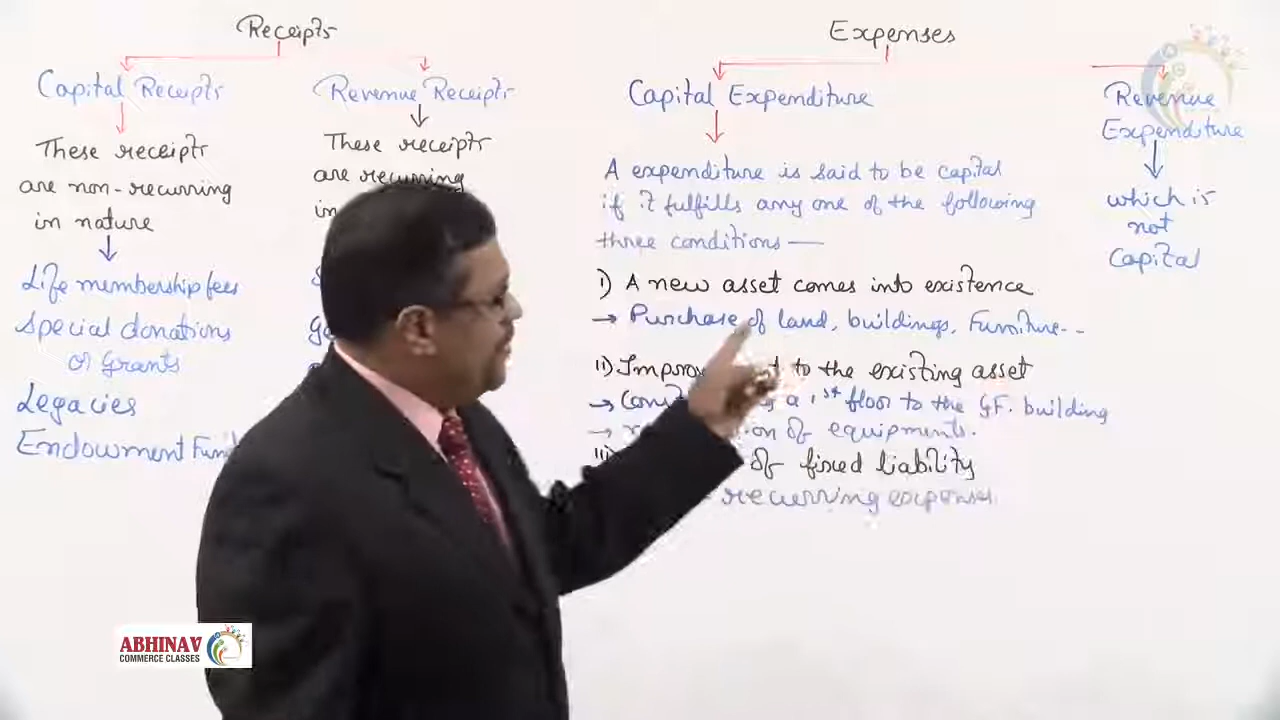 Receipts
Capital Receipts
These receipts
are non-recurring
in nature
Life membership fees
Special donations
or Grants
Legacies
Endowment Fund
Revenue Receipts
These receipts
are recurring
in
Expenses
Capital Expenditure
A expenditure is said to be capital
if it fulfills any one of the following
three conditions —
i) A new asset comes into existence
→ Purchase of land, buildings, Furniture--
ii) to the existing asset
→ a 1st floor to the GF. building
→ of equipments.
iii) of fixed liability
recurring expenses.
Revenue
Expenditure
which is
not
Capital
ABHINAV
COMMERCE CLASSES